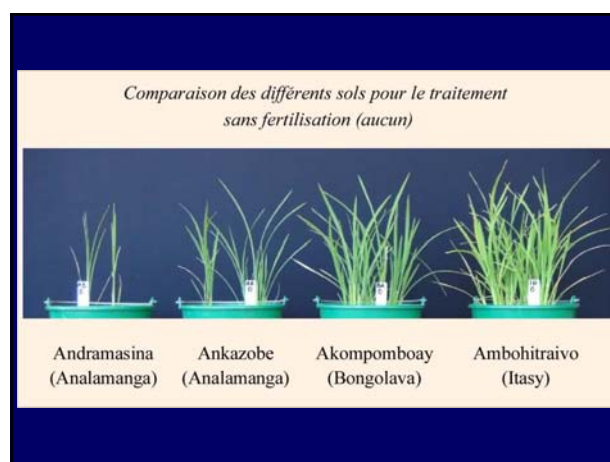 Comparaison des différents sols pour le traitement
sans fertilisation (aucun)
Andramasina
(Analamanga)
Ankazobe
(Analamanga)
Akompomboay
(Bongolava)
Ambohitraivo
(Itasy)